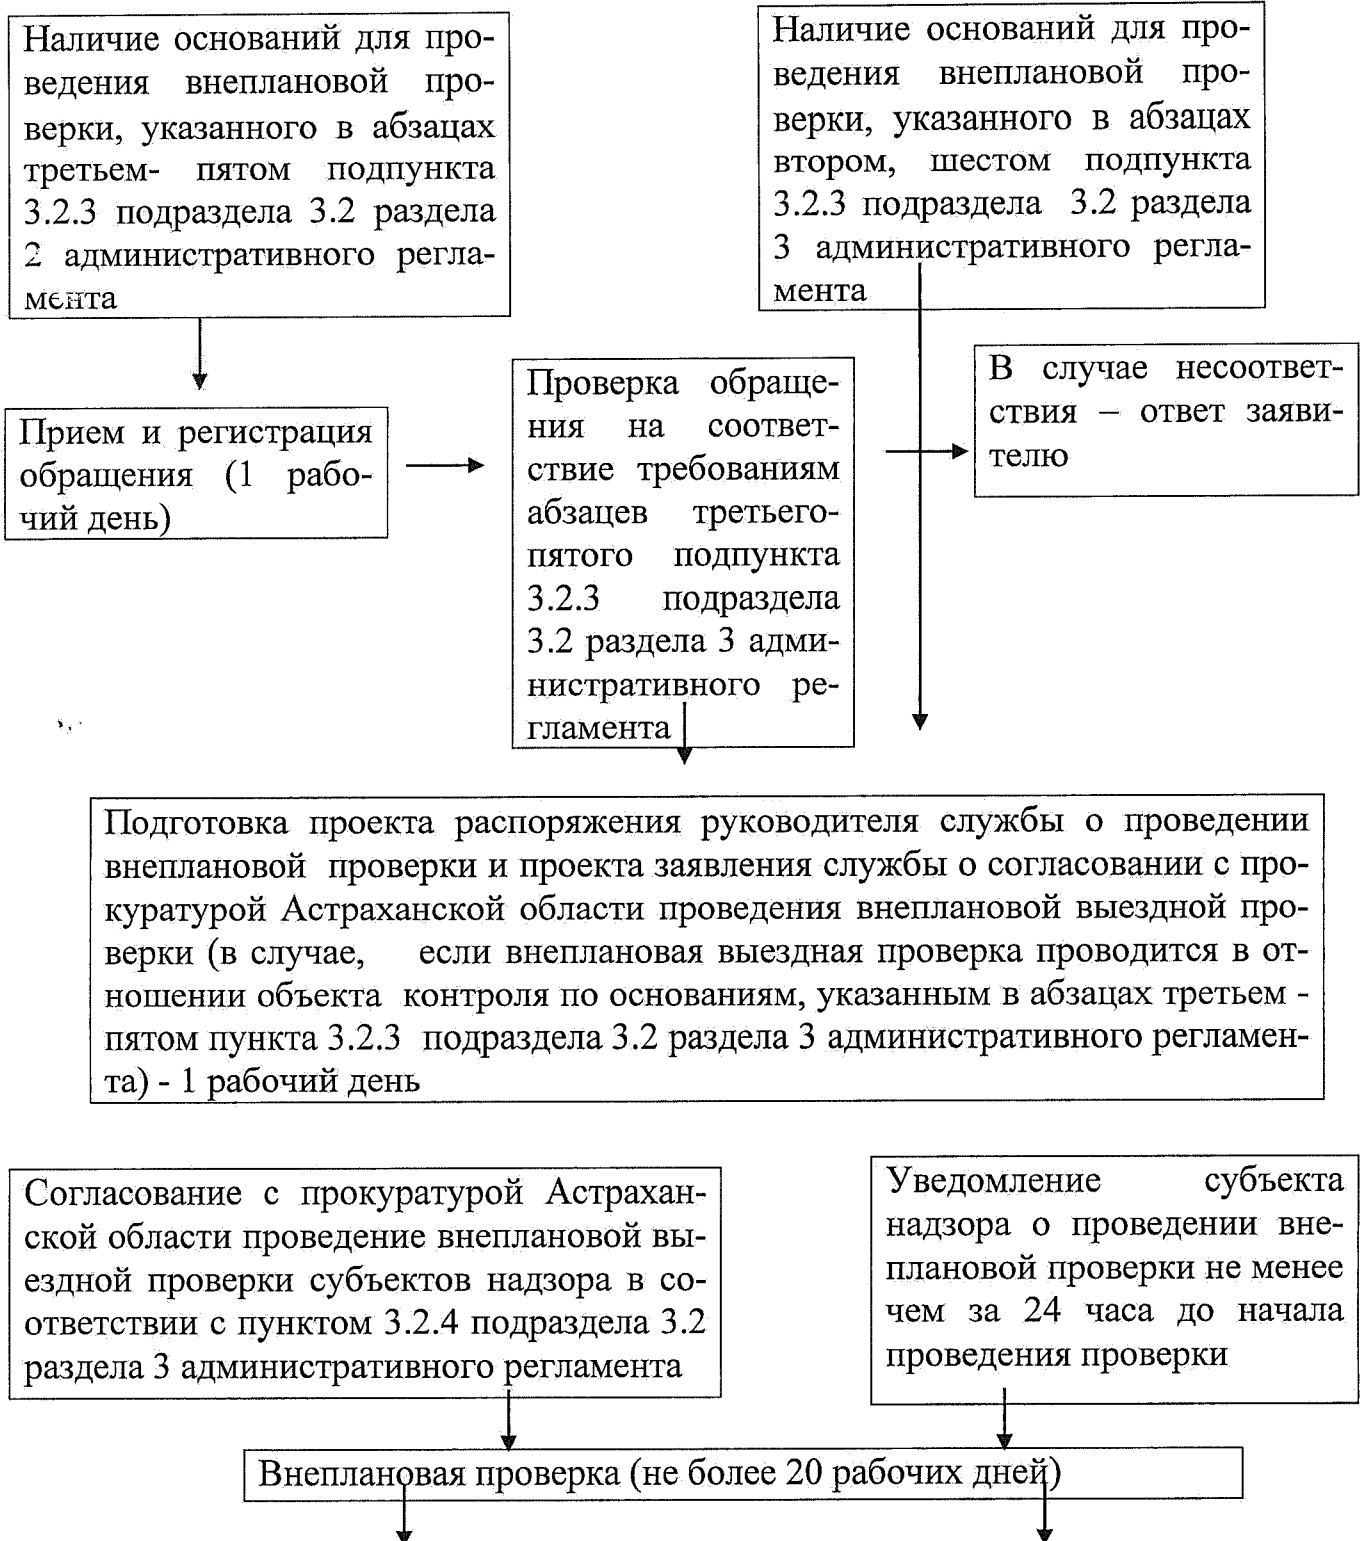 Наличие оснований для про-
ведения внеплановой про-
верки, указанного в абзацах
третьем- пятом подпункта
3.2.3 подраздела 3.2 раздела
2 административного регла-
мента
Наличие оснований для про-
ведения внеплановой про-
верки, указанного в абзацах
втором, шестом подпункта
3.2.3 подраздела 3.2 раздела
3 административного регла-
мента
Прием и регистрация
обращения (1 рабо-
чий день)
Проверка обраще-
ния на соответ-
ствие требованиям
абзацев третьего-
пятого подпункта
3.2.3 подраздела
3.2 раздела 3 адми-
нистративного ре-
гламента
В случае несоответ-
ствия – ответ заяви-
телю
Подготовка проекта распоряжения руководителя службы о проведении
внеплановой проверки и проекта заявления службы о согласовании с про-
куратурой Астраханской области проведения внеплановой выездной про-
верки (в случае, если внеплановая выездная проверка проводится в от-
ношении объекта контроля по основаниям, указанным в абзацах третьем -
пятом пункта 3.2.3 подраздела 3.2 раздела 3 административного регламен-
та) - 1 рабочий день
Согласование с прокуратурой Астрахан-
ской области проведение внеплановой вы-
ездной проверки субъектов надзора в со-
ответствии с пунктом 3.2.4 подраздела 3.2
раздела 3 административного регламента
Уведомление субъекта
надзора о проведении вне-
плановой проверки не менее
чем за 24 часа до начала
проведения проверки
Внеплановая проверка (не более 20 рабочих дней)